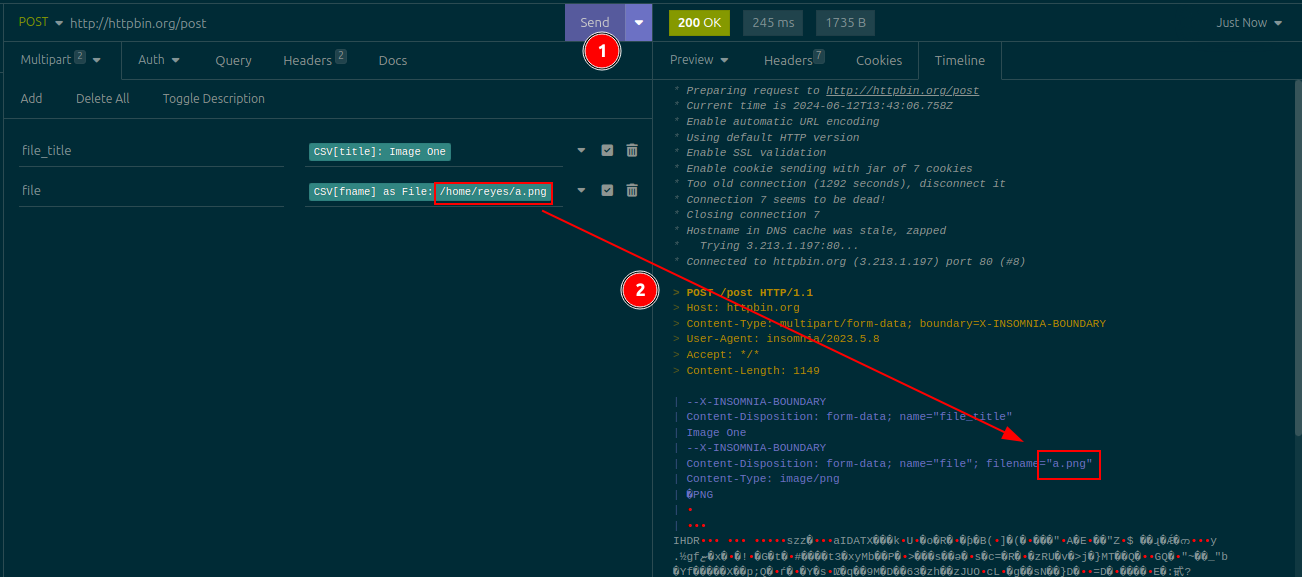 POST http://httpbin.org/post
Send
200 OK
245 ms
1735 B
Just Now
Multipart 2
Auth
Query
Headers 2
Docs
Preview
Headers 7
Cookies
Timeline
1
Add
Delete All
Toggle Description
file_title
CSV[title]: Image One
file
CSV[fname] as File: /home/reyes/a.png
2
* Preparing request to http://httpbin.org/post
* Current time is 2024-06-12T13:43:06.758Z
* Enable automatic URL encoding
* Using default HTTP version
* Enable SSL validation
* Enable cookie sending with jar of 7 cookies
* Too old connection (1292 seconds), disconnect it
* Connection 7 seems to be dead!
* Closing connection 7
* Hostname in DNS cache was stale, zapped
* Trying 3.213.1.197:80...
* Connected to httpbin.org (3.213.1.197) port 80 (#8)
> POST /post HTTP/1.1
> Host: httpbin.org
> Content-Type: multipart/form-data; boundary=X-INSOMNIA-BOUNDARY
> User-Agent: insomnia/2023.5.8
> Accept: */*
> Content-Length: 1149
| --X-INSOMNIA-BOUNDARY
| Content-Disposition: form-data; name="file_title"
| Image One
| --X-INSOMNIA-BOUNDARY
| Content-Disposition: form-data; name="file"; filename="a.png"
| Content-Type: image/png
| �PNG
|
|